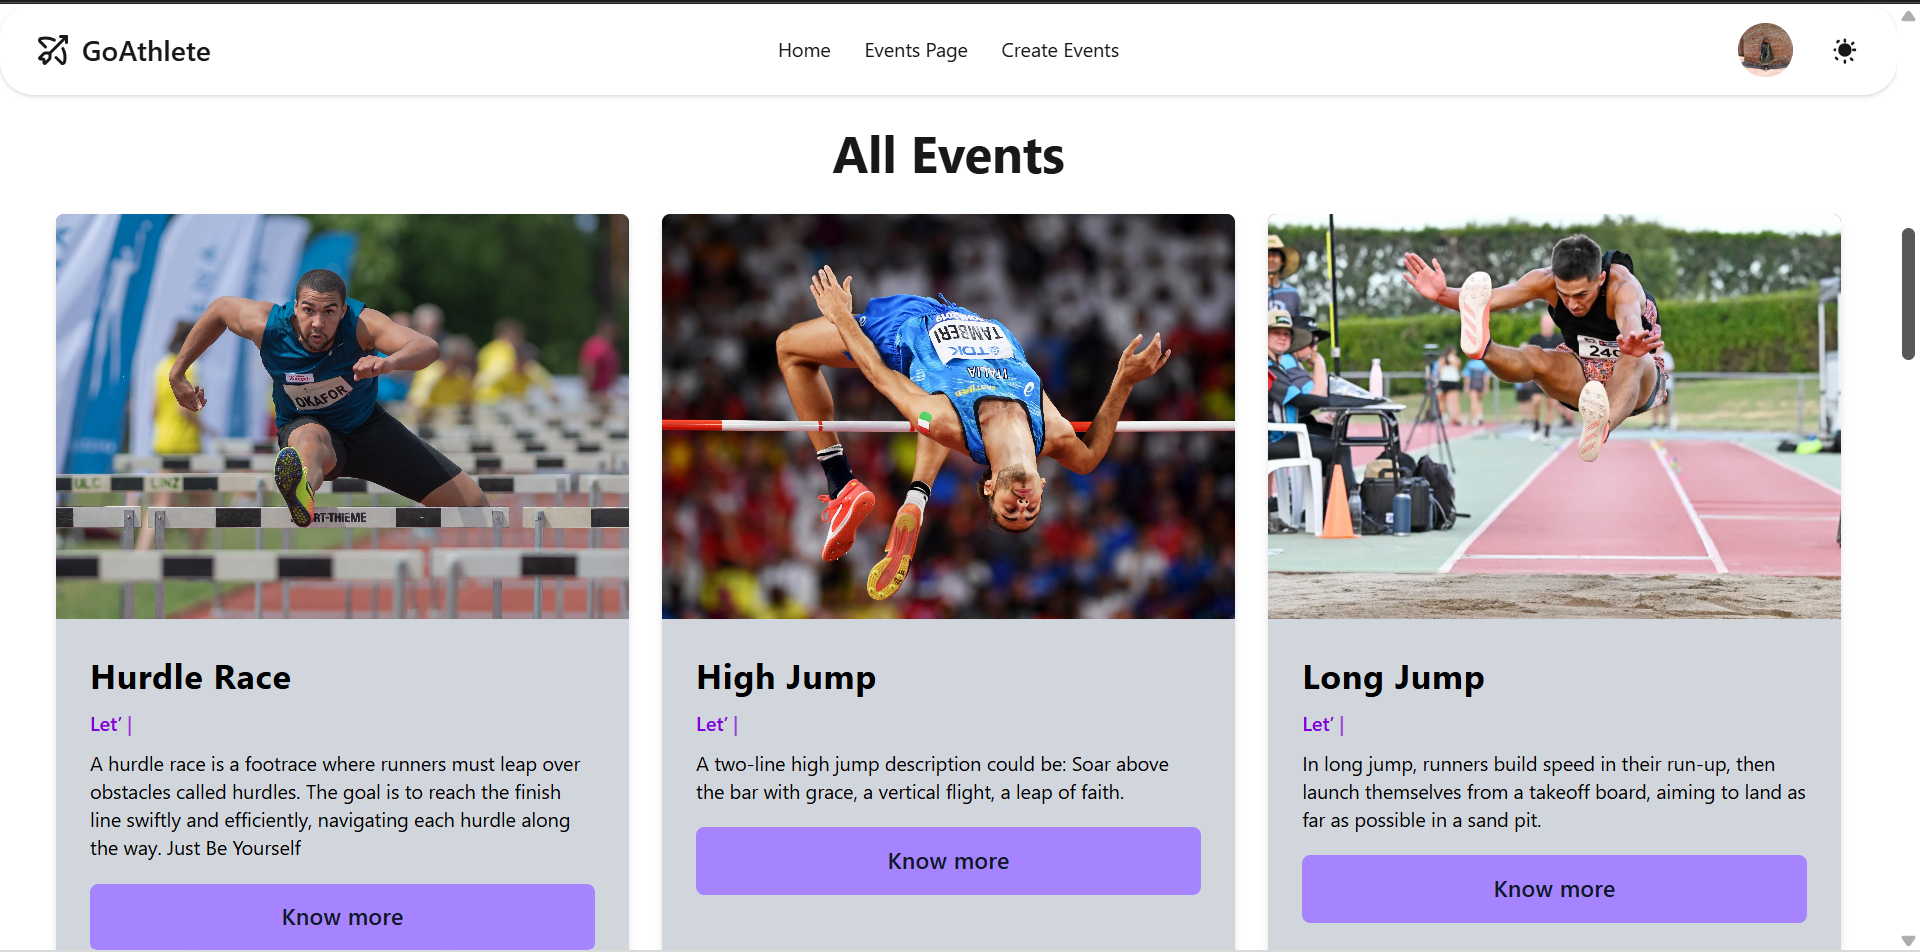 GoAthlete
Home
Events Page
Create Events
All Events
OKAFOR
ULC
LINZ
RT-THIEME
TAMBERI
TDK
ITALIA
240
Hurdle Race
Let’ |
A hurdle race is a footrace where runners must leap over
obstacles called hurdles. The goal is to reach the finish
line swiftly and efficiently, navigating each hurdle along
the way. Just Be Yourself
Know more
High Jump
Let’ |
A two-line high jump description could be: Soar above
the bar with grace, a vertical flight, a leap of faith.
Know more
Long Jump
Let’ |
In long jump, runners build speed in their run-up, then
launch themselves from a takeoff board, aiming to land as
far as possible in a sand pit.
Know more